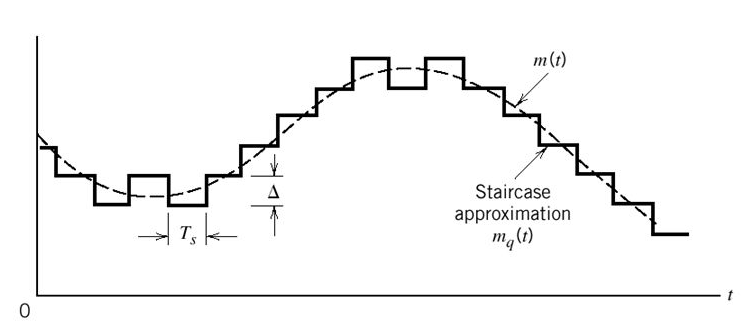 m(t)
Δ
Staircase
approximation
m_q(t)
T_s
t
0